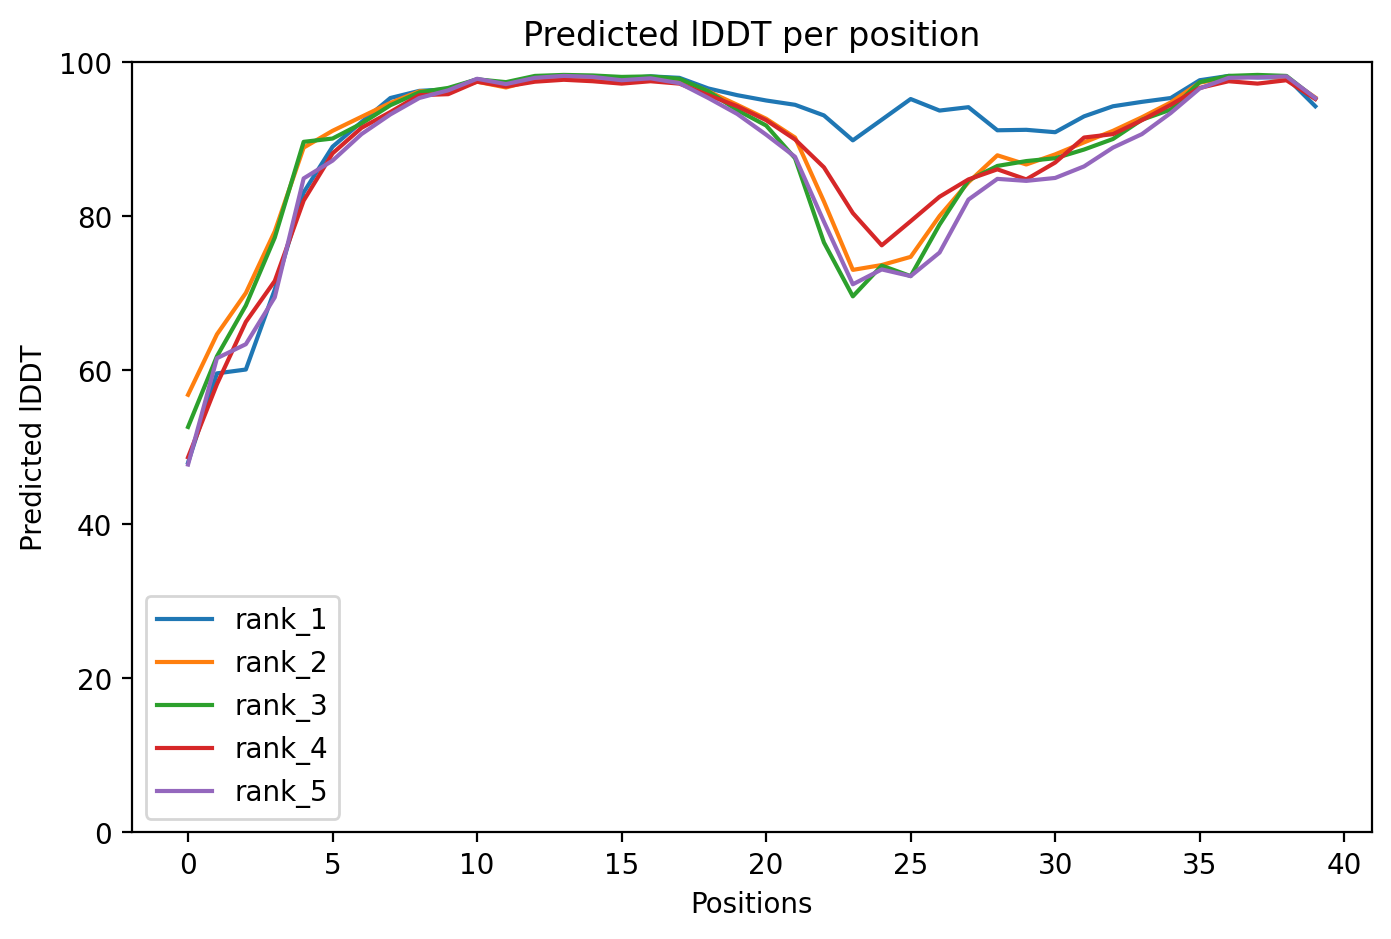 Predicted lDDT per position
100
80
60
40
20
0
Predicted lDDT
rank_1
rank_2
rank_3
rank_4
rank_5
0 5 10 15 20 25 30 35 40
Positions